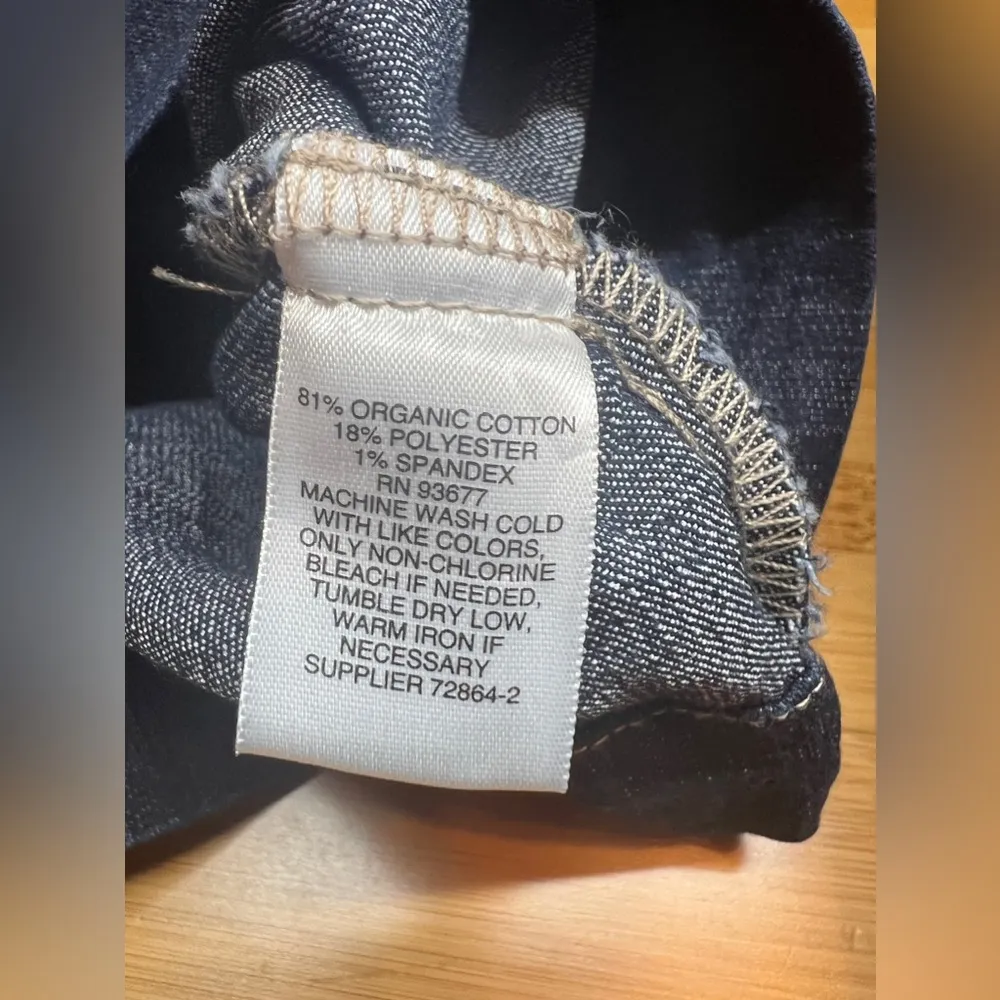 81% ORGANIC COTTON
18% POLYESTER
1% SPANDEX
RN 93677
MACHINE WASH COLD
WITH LIKE COLORS,
ONLY NON-CHLORINE
BLEACH IF NEEDED,
TUMBLE DRY LOW,
WARM IRON IF
NECESSARY
SUPPLIER 72864-2